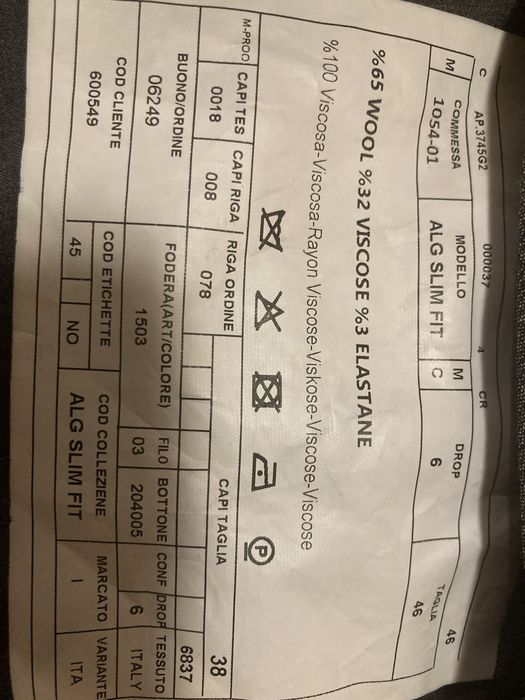 C AP.3745G2 000037 4 CR 46
M COMMESSA MODELLO M DROP TAGLIA
1054-01 ALG SLIM FIT C 6 46
%65 WOOL %32 VISCOSE %3 ELASTANE
%100 Viscosa-Viscosa-Rayon Viscose-Viskose-Viscose-Viscose
P
M-PROO CAPI TES CAPI RIGA RIGA ORDINE CAPI TAGLIA
0018 008 078 38
BUONO/ORDINE FODERA(ART/COLORE) FILO BOTTONE CONF DROP TESSUTO 6837
06249 1503 03 204005 6 ITALY
COD CLIENTE COD ETICHETTE COD COLLEZIENE MARCATO VARIANTE
600549 45 NO ALG SLIM FIT I ITA